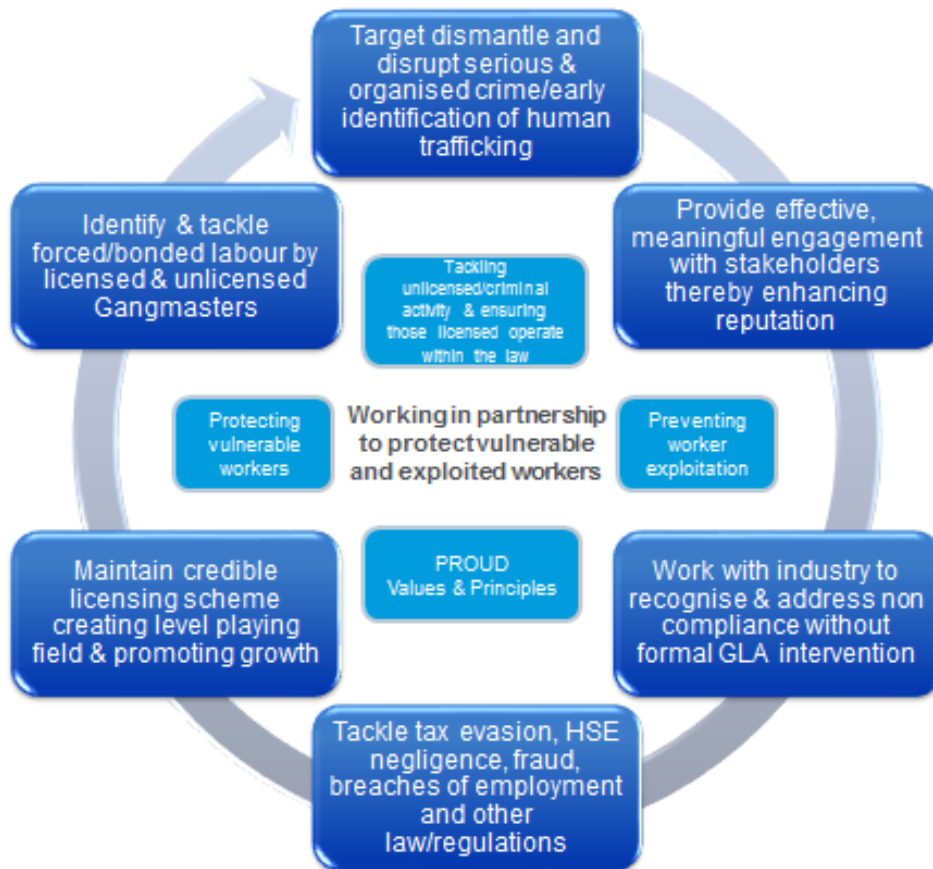 Target dismantle and
disrupt serious &
organised crime/early
identification of human
trafficking
Identify & tackle
forced/bonded labour by
licensed & unlicensed
Gangmasters
Provide effective,
meaningful engagement
with stakeholders
thereby enhancing
reputation
Tackling
unlicensed/criminal
activity & ensuring
those licensed operate
within the law
Protecting
vulnerable
workers
Working in partnership
to protect vulnerable
and exploited workers
Preventing
worker
exploitation
PROUD
Values & Principles
Maintain credible
licensing scheme
creating level playing
field & promoting growth
Work with industry to
recognise & address non
compliance without
formal GLA intervention
Tackle tax evasion, HSE
negligence, fraud,
breaches of employment
and other
law/regulations